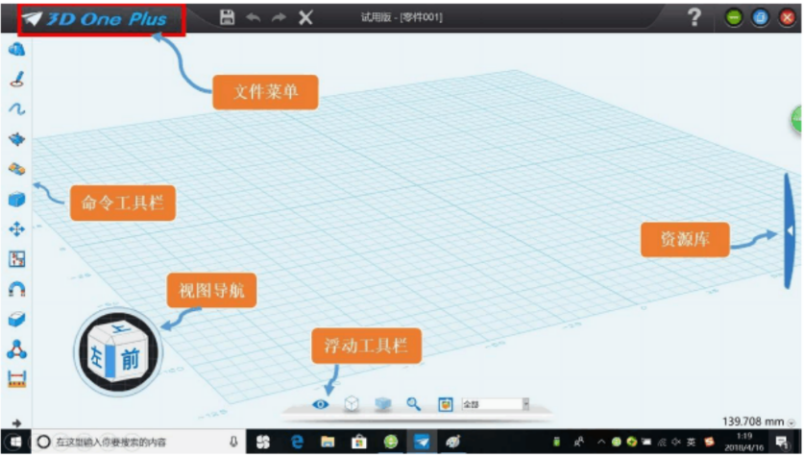 3D One Plus
试用版 - [零件001]
?
文件菜单
命令工具栏
资源库
视图导航
上
左
前
浮动工具栏
全部
139.708 mm
在这里输入你要搜索的内容
英
1:19
2018/4/16